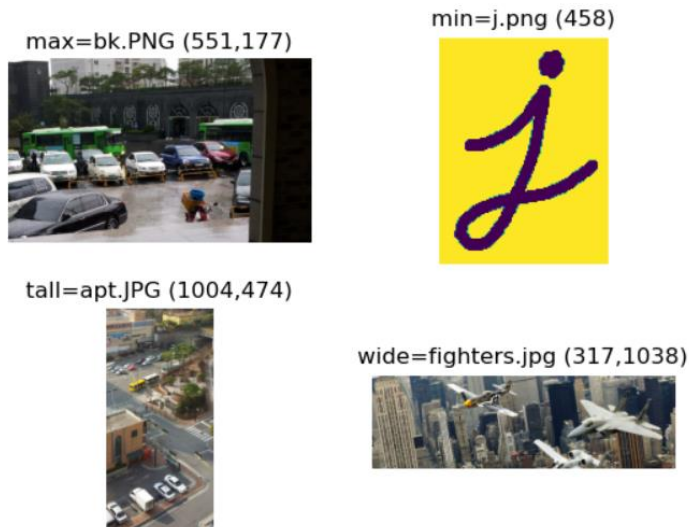 max=bk.PNG (551,177)
min=j.png (458)
j
tall=apt.JPG (1004,474)
wide=fighters.jpg (317,1038)